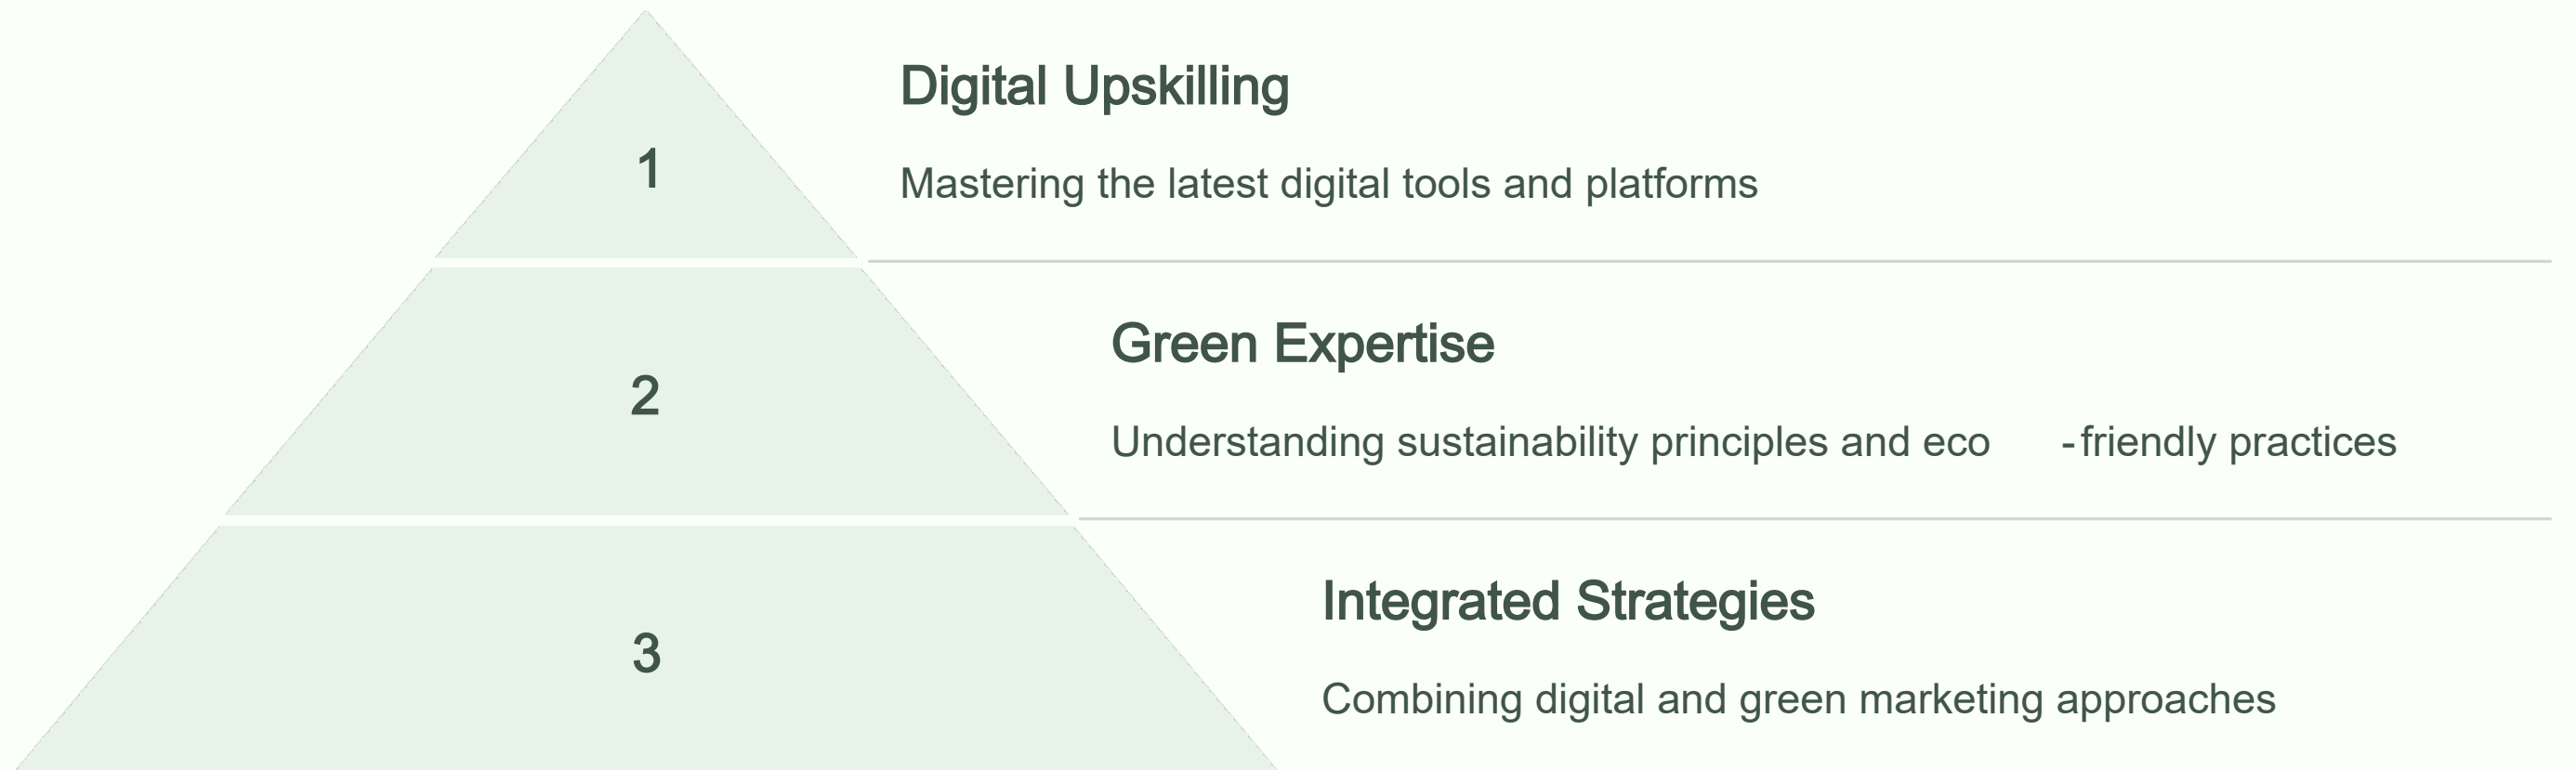 1
Digital Upskilling
Mastering the latest digital tools and platforms
2
Green Expertise
Understanding sustainability principles and eco -friendly practices
3
Integrated Strategies
Combining digital and green marketing approaches